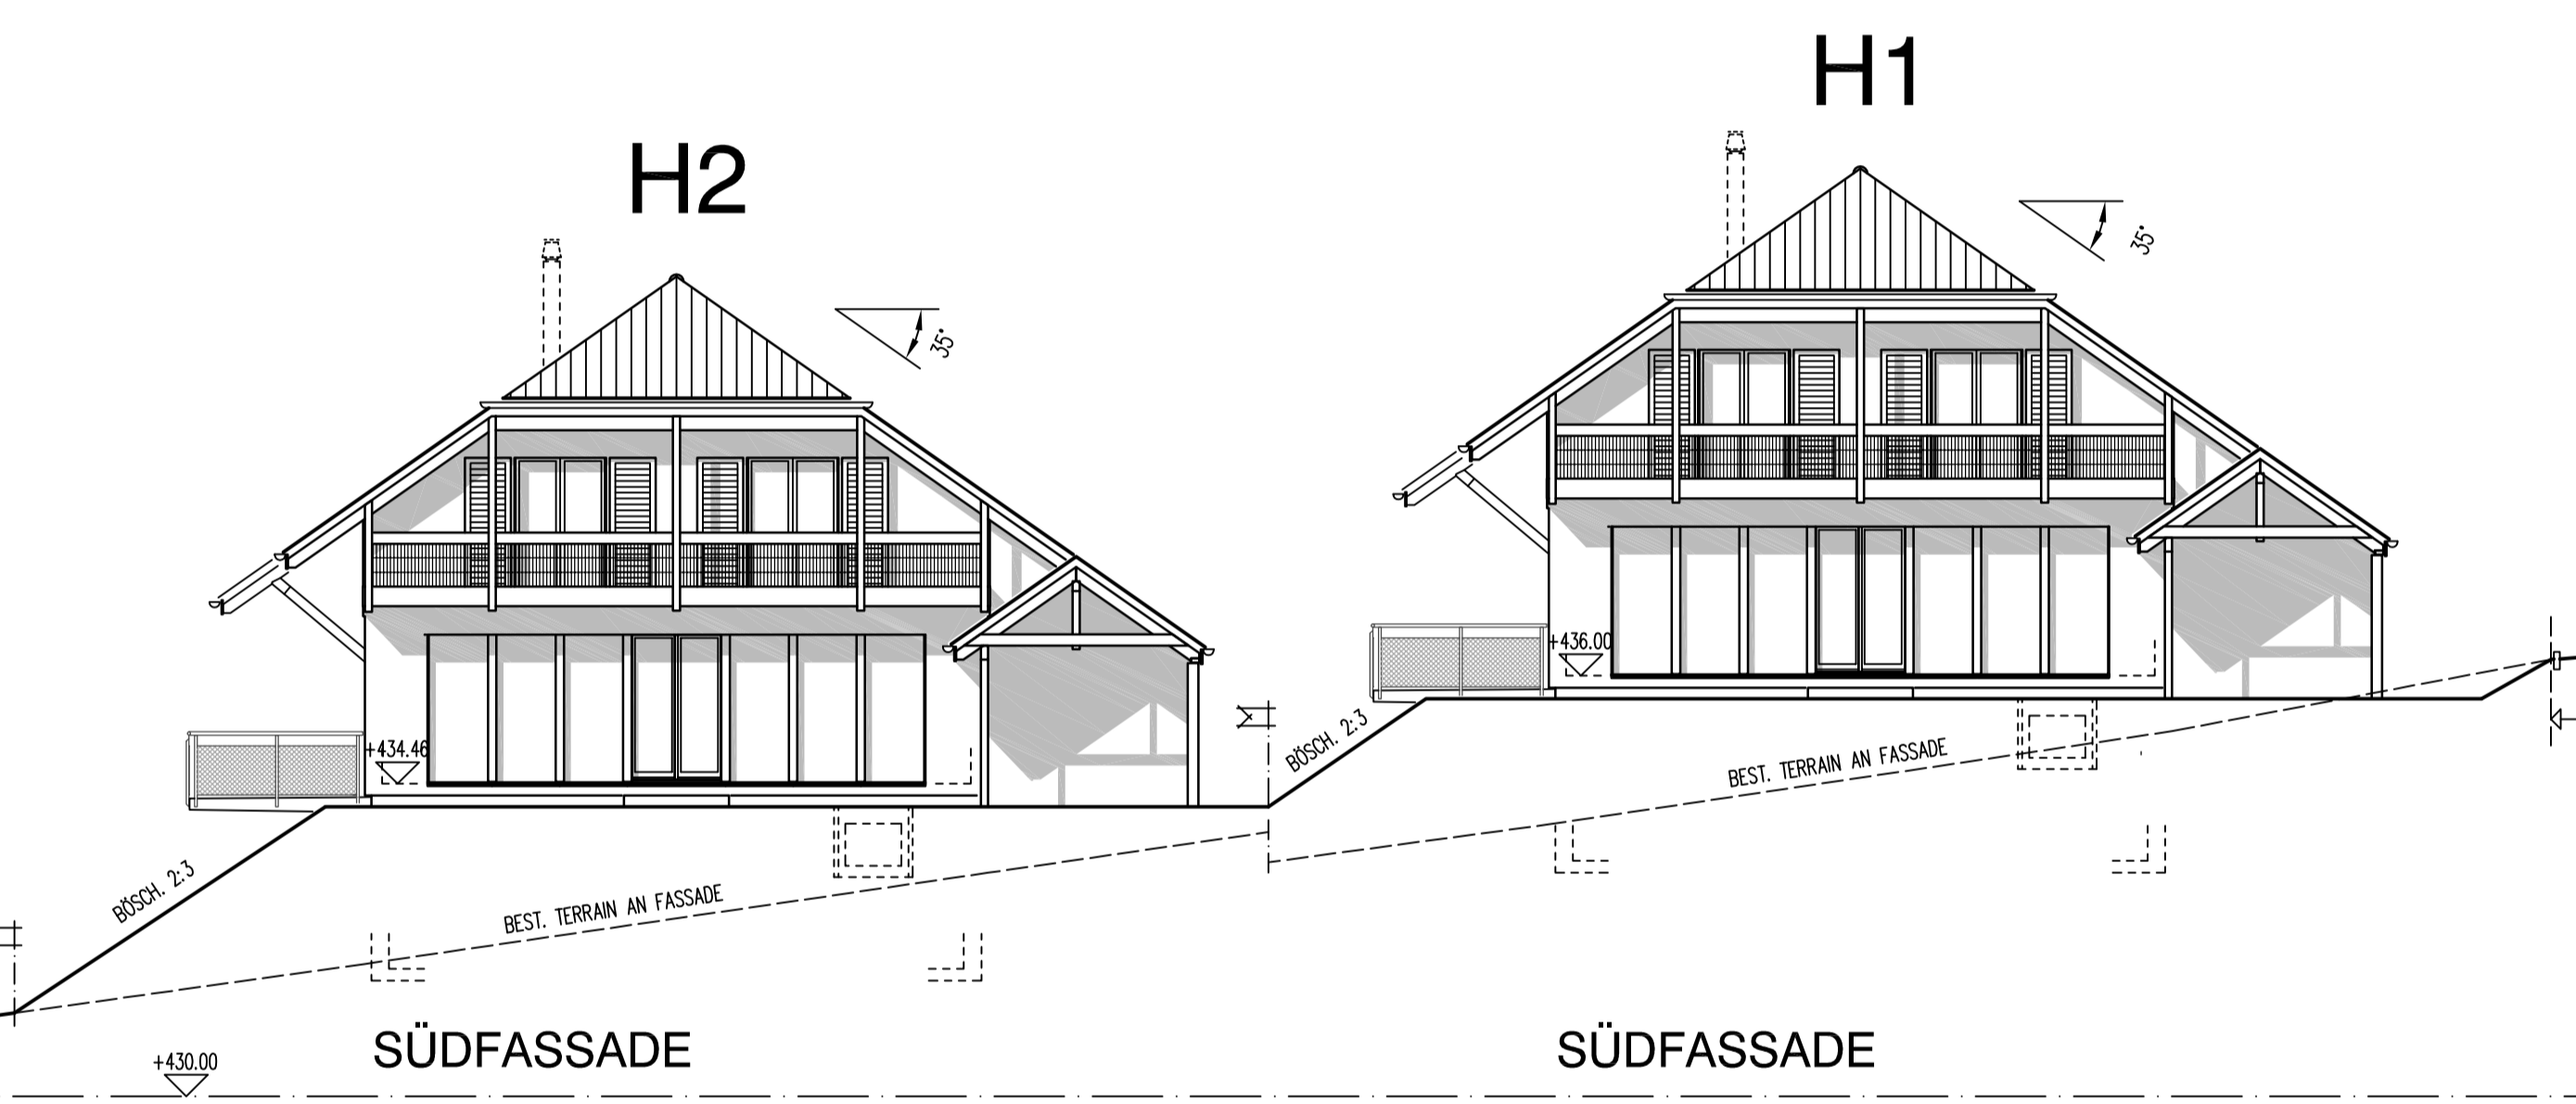 H1
H2
35°
35°
+436.00
+434.46
BÖSCH. 2:3
BEST. TERRAIN AN FASSADE
BÖSCH. 2:3
BEST. TERRAIN AN FASSADE
SÜDFASSADE
SÜDFASSADE
+430.00